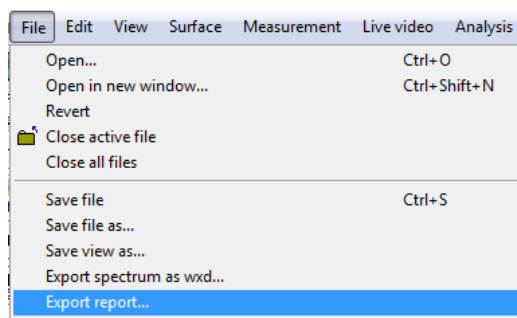 File Edit View Surface Measurement Live video Analysis
Open... Ctrl+O
Open in new window... Ctrl+Shift+N
Revert
Close active file
Close all files
Save file Ctrl+S
Save file as...
Save view as...
Export spectrum as wxd...
Export report...